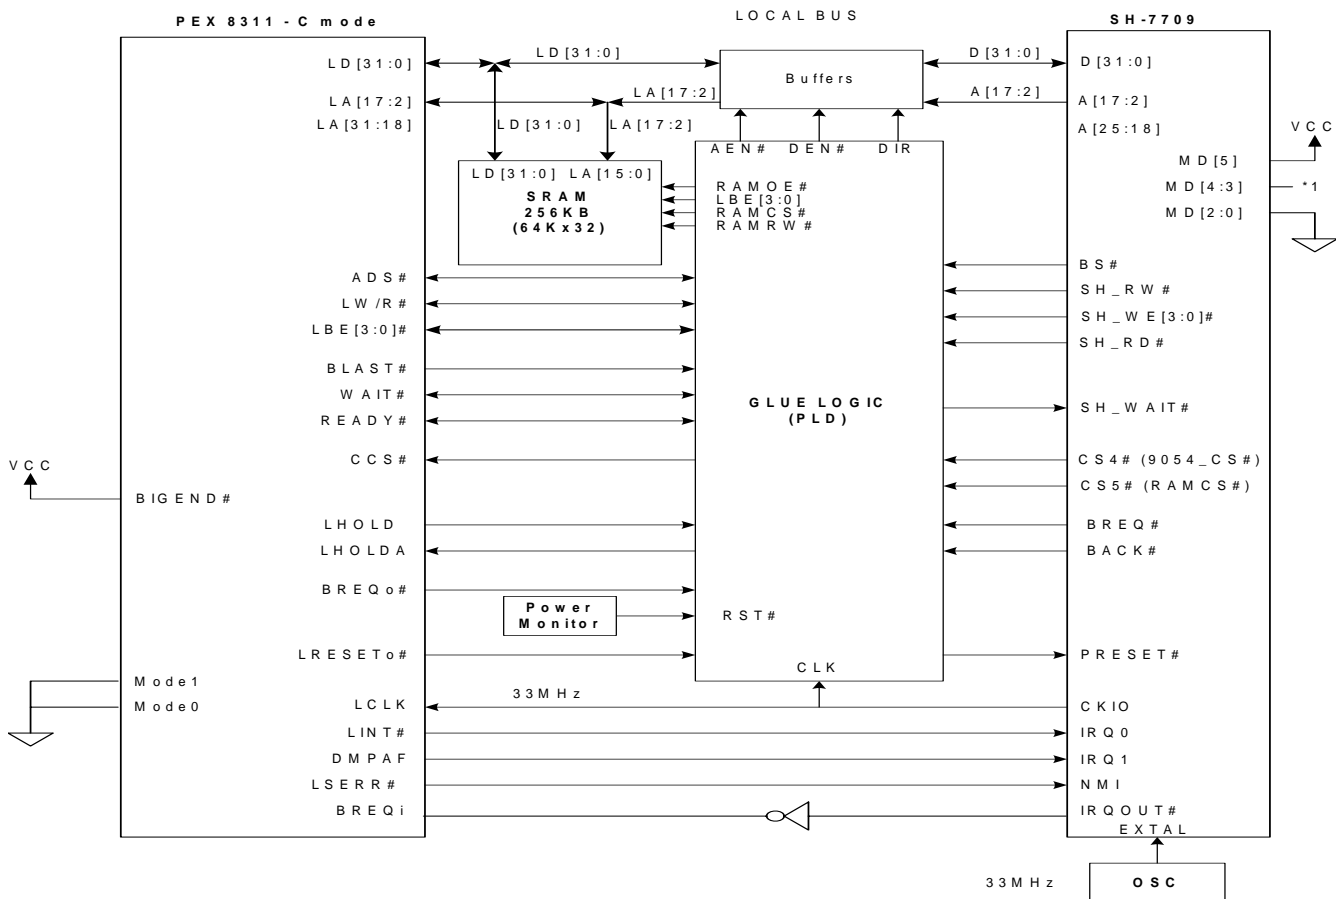 PEX 8311 - C mode
LOCAL BUS
SH-7709
LD[31:0]
LD[31:0]
Buffers
D[31:0]
D[31:0]
LA[17:2]
LA[17:2]
A[17:2]
A[17:2]
LA[31:18]
LD[31:0]
LA[17:2]
A[25:18]
VCC
AEN#
DEN#
DIR
MD[5]
LD[31:0]
LA[15:0]
SRAM
256KB
(64Kx32)
RAMOE#
LBE[3:0]
RAMCS#
RAMRW#
MD[4:3]
*1
MD[2:0]
ADS#
BS#
LW/R#
SH_RW#
LBE[3:0]#
SH_WE[3:0]#
SH_RD#
BLAST#
WAIT#
READY#
GLUE LOGIC
(PLD)
SH_WAIT#
CCS#
CS4# (9054_CS#)
VCC
BIGEND#
CS5# (RAMCS#)
LHOLD
BREQ#
LHOLDA
BACK#
BREQo#
Power
Monitor
RST#
LRESETo#
CLK
PRESET#
Mode1
Mode0
LCLK
33MHz
CKIO
LINT#
IRQ0
DMPAF
IRQ1
LSERR#
NMI
BREQi
IRQOUT#
EXTAL
33MHz
OSC